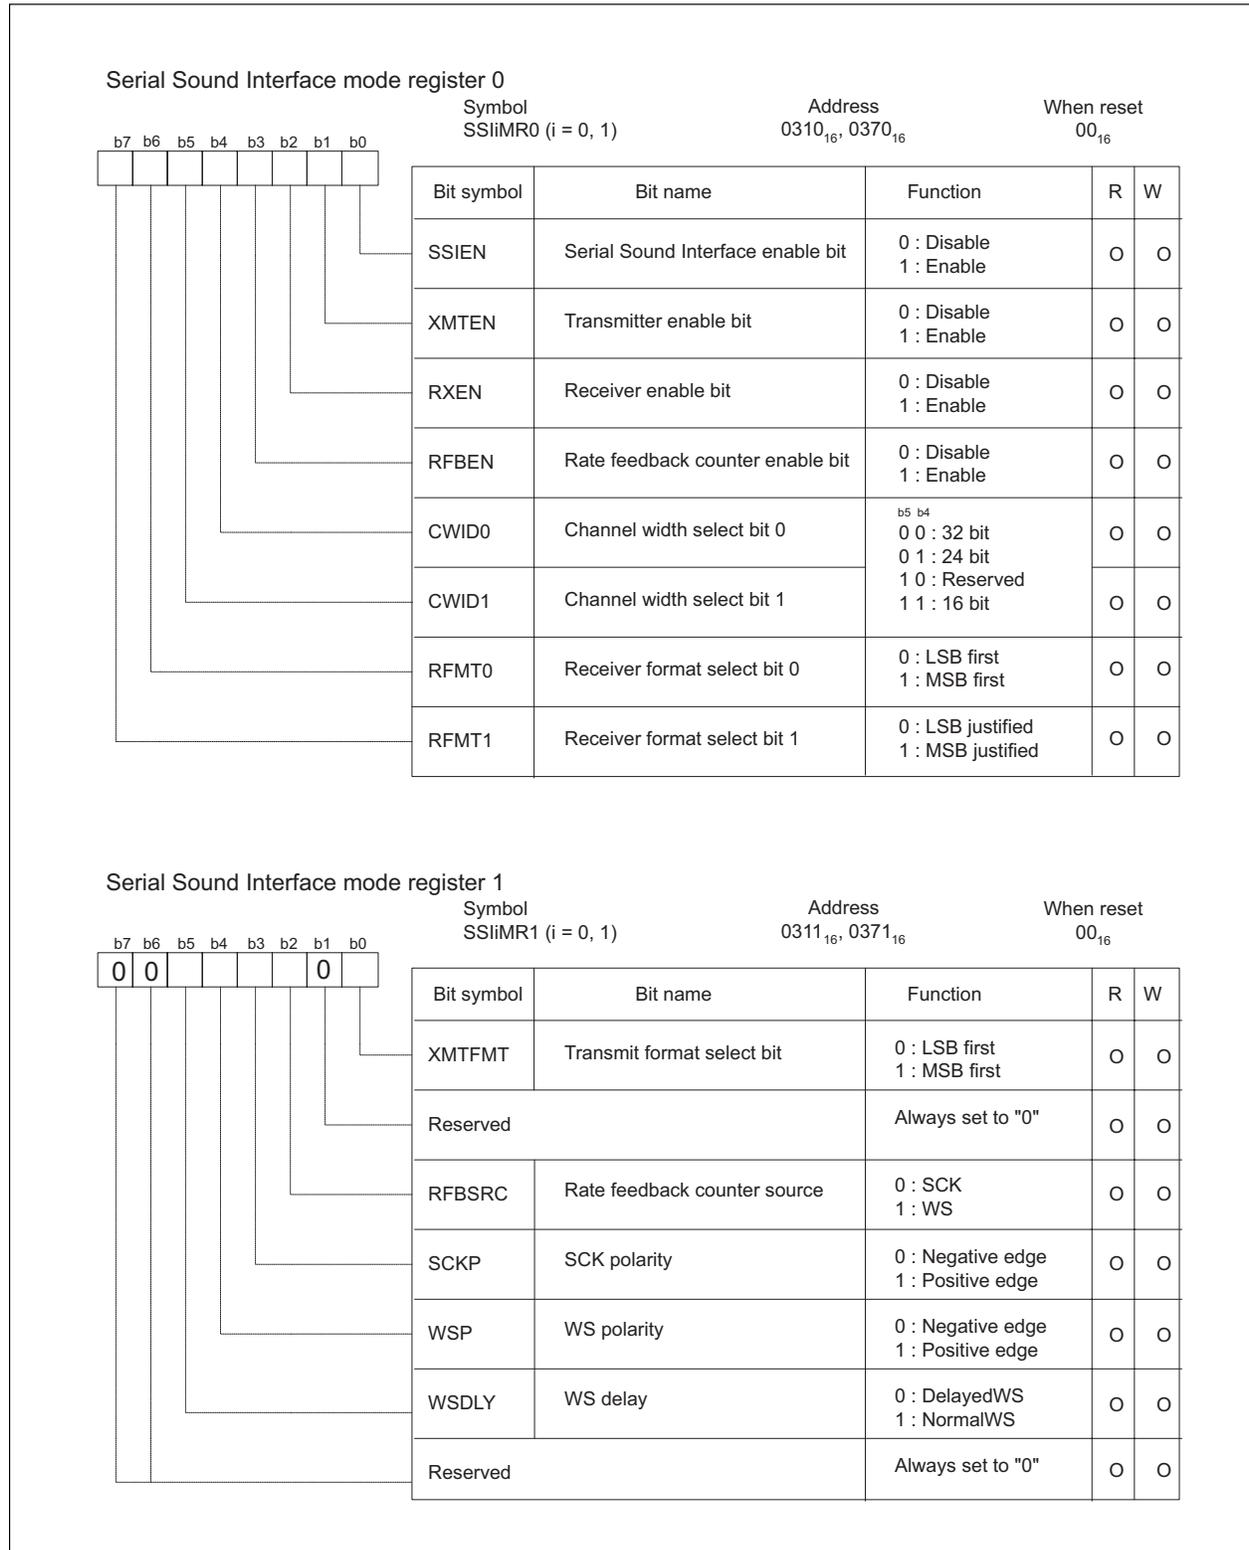 Serial Sound Interface mode register 0
Symbol Address When reset
SSIiMR0 (i = 0, 1) 0310₁₆, 0370₁₆ 00₁₆
b7 b6 b5 b4 b3 b2 b1 b0
Bit symbol Bit name Function R W
SSIEN Serial Sound Interface enable bit 0 : Disable O O
1 : Enable
XMTEN Transmitter enable bit 0 : Disable O O
1 : Enable
RXEN Receiver enable bit 0 : Disable O O
1 : Enable
RFBEN Rate feedback counter enable bit 0 : Disable O O
1 : Enable
b5 b4
CWID0 Channel width select bit 0 0 0 : 32 bit O O
0 1 : 24 bit
1 0 : Reserved
CWID1 Channel width select bit 1 1 1 : 16 bit O O
RFMT0 Receiver format select bit 0 0 : LSB first O O
1 : MSB first
RFMT1 Receiver format select bit 1 0 : LSB justified O O
1 : MSB justified
Serial Sound Interface mode register 1
Symbol Address When reset
SSIiMR1 (i = 0, 1) 0311₁₆, 0371₁₆ 00₁₆
b7 b6 b5 b4 b3 b2 b1 b0
0 0 0
Bit symbol Bit name Function R W
XMTFMT Transmit format select bit 0 : LSB first O O
1 : MSB first
Reserved Always set to "0" O O
RFBSRC Rate feedback counter source 0 : SCK O O
1 : WS
SCKP SCK polarity 0 : Negative edge O O
1 : Positive edge
WSP WS polarity 0 : Negative edge O O
1 : Positive edge
WSDLY WS delay 0 : DelayedWS O O
1 : NormalWS
Reserved Always set to "0" O O